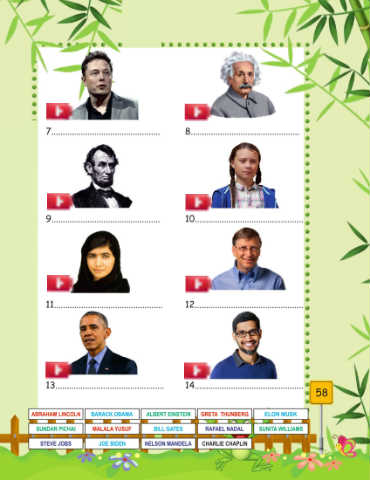 7.............................. 8..............................
9.............................. 10..............................
11.............................. 12..............................
13.............................. 14..............................
58
ABRAHAM LINCOLN BARACK OBAMA ALBERT EINSTEIN GRETA THUNBERG ELON MUSK
SUNDAR PICHAI MALALA YUSUF BILL GATES RAFAEL NADAL SUNITA WILLIAMS
STEVE JOBS JOE BIDEN NELSON MANDELA CHARLIE CHAPLIN